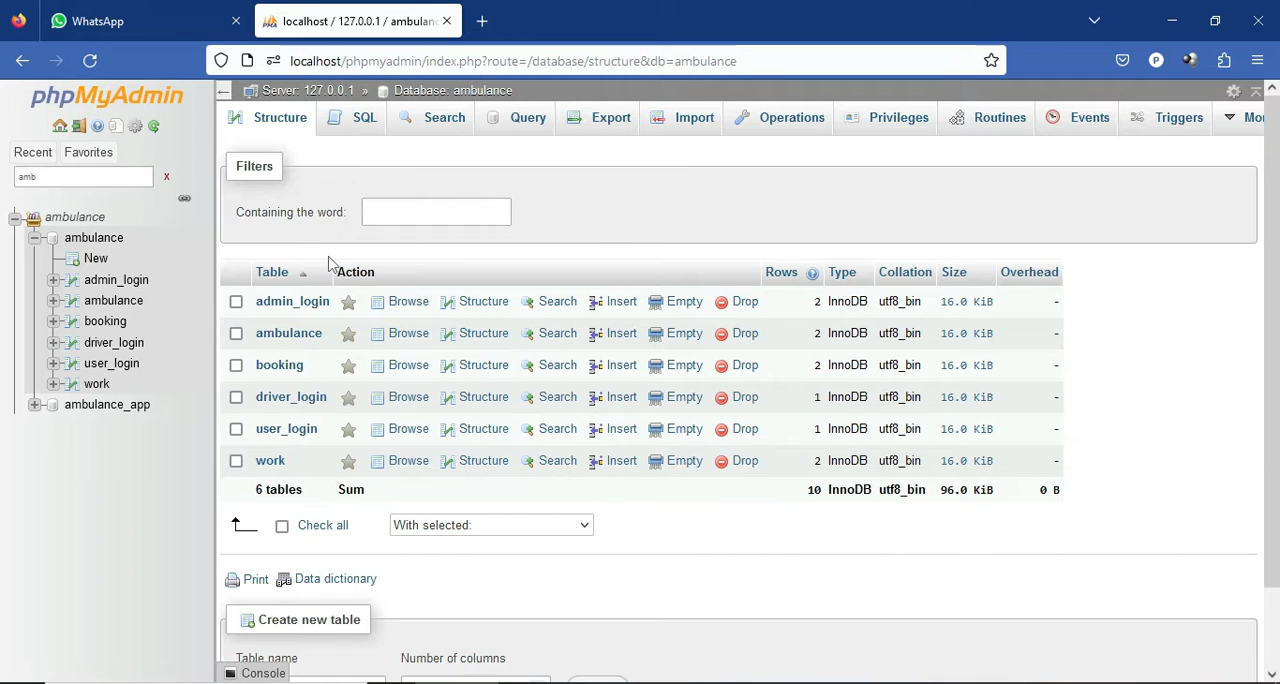 WhatsApp
localhost / 127.0.0.1 / ambulanc
localhost/phpmyadmin/index.php?route=/database/structure&db=ambulance
phpMyAdmin
Recent Favorites
amb X
ambulance
ambulance
New
admin_login
ambulance
booking
driver_login
user_login
work
ambulance_app
Server: 127.0.0.1 » Database: ambulance
Structure SQL Search Query Export Import Operations Privileges Routines Events Triggers Mo
Filters
Containing the word:
Table Action Rows Type Collation Size Overhead
admin_login Browse Structure Search Insert Empty Drop 2 InnoDB utf8_bin 16.0 KiB -
ambulance Browse Structure Search Insert Empty Drop 2 InnoDB utf8_bin 16.0 KiB -
booking Browse Structure Search Insert Empty Drop 2 InnoDB utf8_bin 16.0 KiB -
driver_login Browse Structure Search Insert Empty Drop 1 InnoDB utf8_bin 16.0 KiB -
user_login Browse Structure Search Insert Empty Drop 1 InnoDB utf8_bin 16.0 KiB -
work Browse Structure Search Insert Empty Drop 2 InnoDB utf8_bin 16.0 KiB -
6 tables Sum 10 InnoDB utf8_bin 96.0 KiB 0 B
Check all With selected:
Print Data dictionary
Create new table
Table name Number of columns
Console